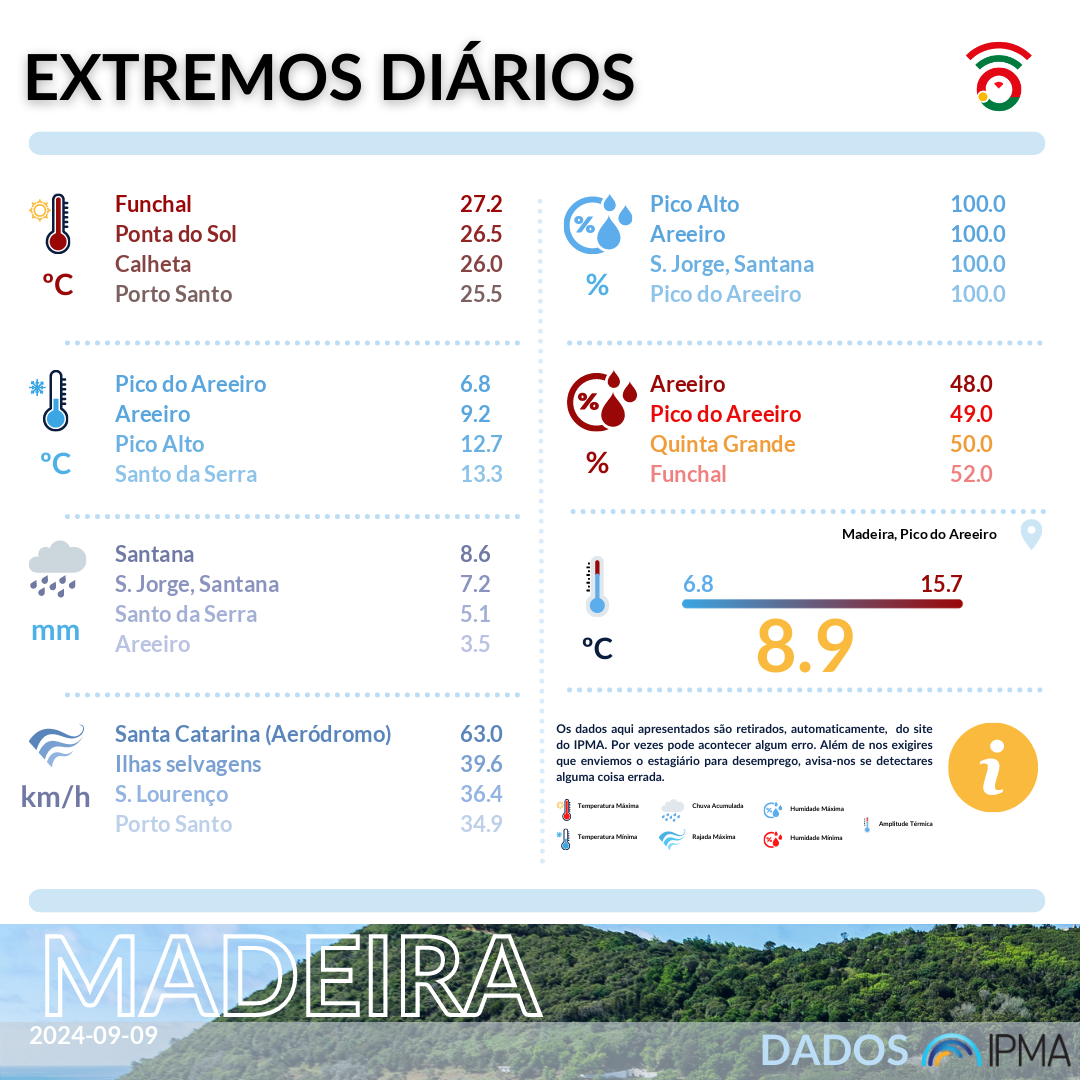 EXTREMOS DIÁRIOS
Funchal 27.2
Ponta do Sol 26.5
Calheta 26.0
Porto Santo 25.5
ºC
Pico do Areeiro 6.8
Areeiro 9.2
Pico Alto 12.7
Santo da Serra 13.3
ºC
Santana 8.6
S. Jorge, Santana 7.2
Santo da Serra 5.1
Areeiro 3.5
mm
Santa Catarina (Aeródromo) 63.0
Ilhas selvagens 39.6
S. Lourenço 36.4
Porto Santo 34.9
km/h
%
Pico Alto 100.0
Areeiro 100.0
S. Jorge, Santana 100.0
Pico do Areeiro 100.0
%
%
Areeiro 48.0
Pico do Areeiro 49.0
Quinta Grande 50.0
Funchal 52.0
%
Madeira, Pico do Areeiro
6.8 15.7
8.9
ºC
Os dados aqui apresentados são retirados, automaticamente, do site
do IPMA. Por vezes pode acontecer algum erro. Além de nos exigires
que enviemos o estagiário para desemprego, avisa-nos se detectares
alguma coisa errada.
i
Temperatura Máxima Chuva Acumulada Humidade Máxima
Amplitude Térmica
Temperatura Mínima Rajada Máxima Humidade Mínima
MADEIRA
2024-09-09
DADOS IPMA